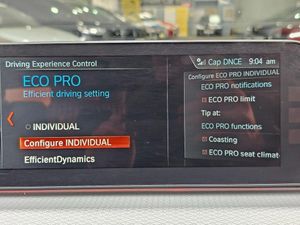 Driving Experience Control
Cap DNCE 9:04 am
ECO PRO
Efficient driving setting
INDIVIDUAL
Configure INDIVIDUAL
EfficientDynamics
Configure ECO PRO INDIVIDUAL
ECO PRO notifications
ECO PRO limit
Tip at:
ECO PRO functions
Coasting
ECO PRO seat climat